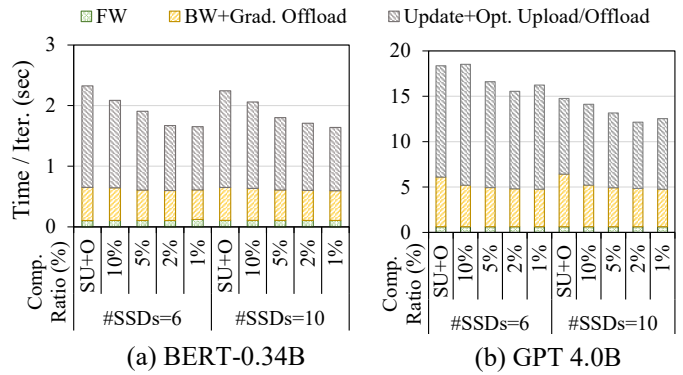 FW BW+Grad. Offload Update+Opt. Upload/Offload
Time / Iter. (sec)
3
2
1
0
20
15
10
5
0
Comp. Ratio (%)
SU+O 10% 5% 2% 1% SU+O 10% 5% 2% 1%
#SSDs=6 #SSDs=10
(a) BERT-0.34B
Comp. Ratio (%)
SU+O 10% 5% 2% 1% SU+O 10% 5% 2% 1%
#SSDs=6 #SSDs=10
(b) GPT 4.0B